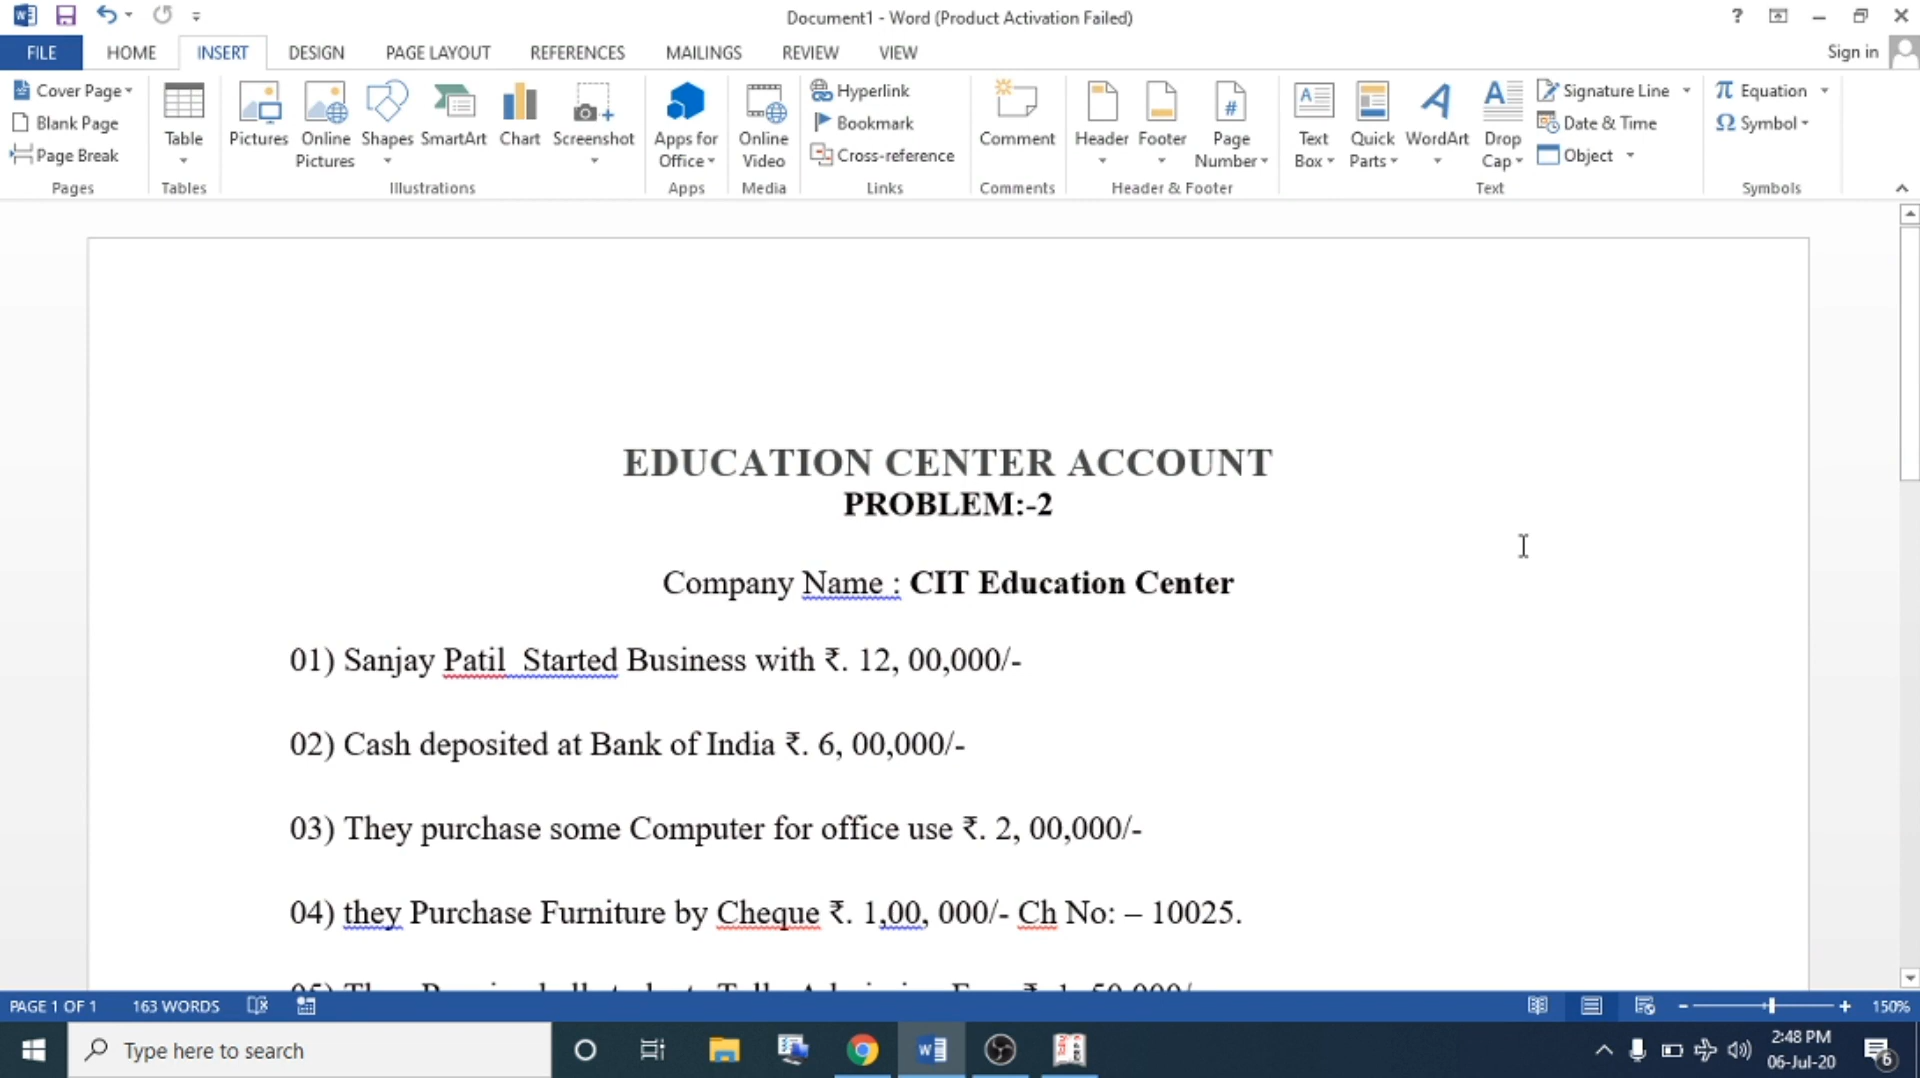 Document1 - Word (Product Activation Failed)
FILE HOME INSERT DESIGN PAGE LAYOUT REFERENCES MAILINGS REVIEW VIEW Sign in
Cover Page
Blank Page
Page Break
Pages
Table
Tables
Pictures
Online Pictures
Shapes
SmartArt
Chart
Screenshot
Illustrations
Apps for Office
Apps
Online Video
Media
Hyperlink
Bookmark
Cross-reference
Links
Comment
Comments
Header
Footer
Page Number
Header & Footer
Text Box
Quick Parts
WordArt
Drop Cap
Signature Line
Date & Time
Object
Text
Equation
Symbol
Symbols
EDUCATION CENTER ACCOUNT
PROBLEM:-2
Company Name : CIT Education Center
01) Sanjay Patil  Started Business with ₹. 12, 00,000/-
02) Cash deposited at Bank of India ₹. 6, 00,000/-
03) They purchase some Computer for office use ₹. 2, 00,000/-
04) they Purchase Furniture by Cheque ₹. 1,00, 000/- Ch No: – 10025.
PAGE 1 OF 1 163 WORDS 150%
Type here to search
2:48 PM
06-Jul-20
6